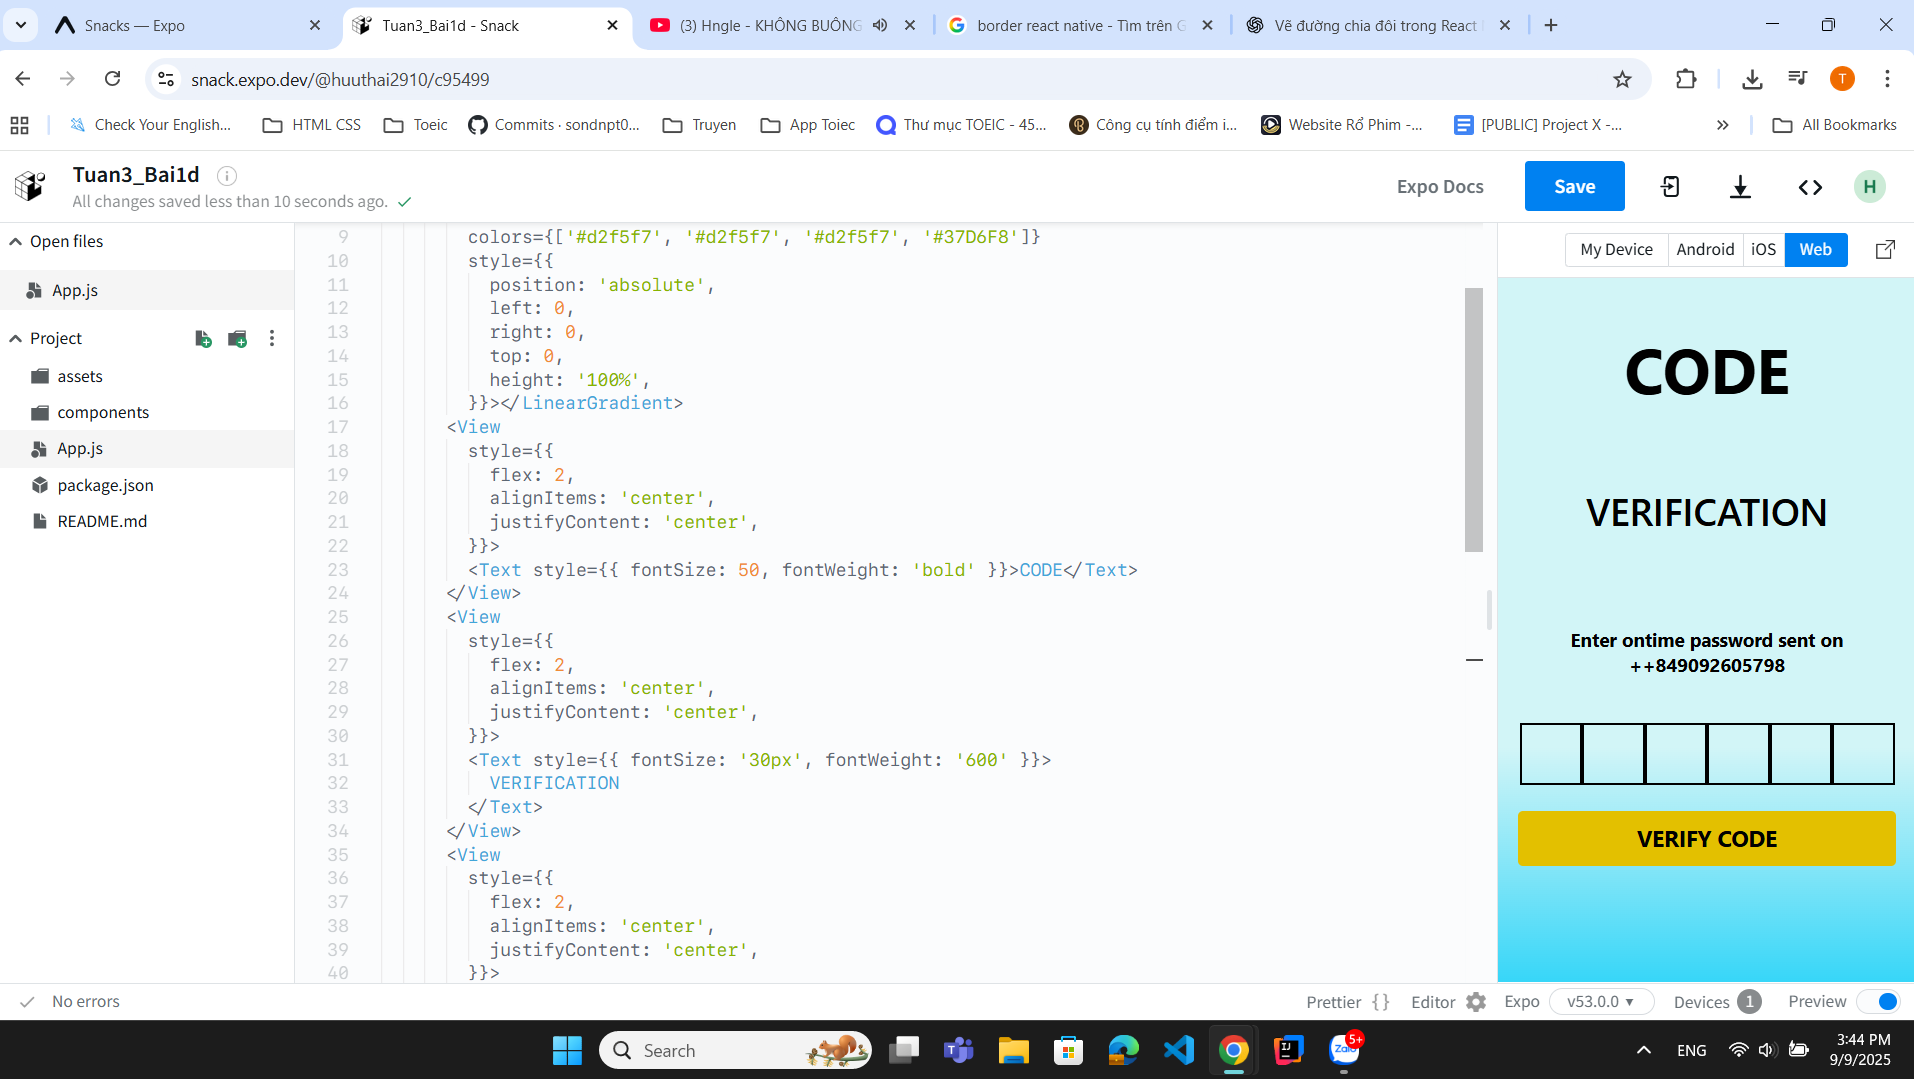 Snacks — Expo
Tuan3_Bai1d - Snack
(3) Hngle - KHÔNG BUÔNG
border react native - Tìm trên G
Vẽ đường chia đôi trong React
snack.expo.dev/@huuthai2910/c95499
T
Check Your English...
HTML CSS
Toeic
Commits · sondnpt0...
Truyen
App Toiec
Thư mục TOEIC - 45...
Công cụ tính điểm i...
Website Rổ Phim -...
[PUBLIC] Project X -...
All Bookmarks
Tuan3_Bai1d
All changes saved less than 10 seconds ago.
Expo Docs
Save
H
Open files
App.js
Project
assets
components
App.js
package.json
README.md
9 colors={['#d2f5f7', '#d2f5f7', '#d2f5f7', '#37D6F8']}
10 style={{
11 position: 'absolute',
12 left: 0,
13 right: 0,
14 top: 0,
15 height: '100%',
16 }}></LinearGradient>
17 <View
18 style={{
19 flex: 2,
20 alignItems: 'center',
21 justifyContent: 'center',
22 }}>
23 <Text style={{ fontSize: 50, fontWeight: 'bold' }}>CODE</Text>
24 </View>
25 <View
26 style={{
27 flex: 2,
28 alignItems: 'center',
29 justifyContent: 'center',
30 }}>
31 <Text style={{ fontSize: '30px', fontWeight: '600' }}>
32 VERIFICATION
33 </Text>
34 </View>
35 <View
36 style={{
37 flex: 2,
38 alignItems: 'center',
39 justifyContent: 'center',
40 }}>
My Device
Android
iOS
Web
CODE
VERIFICATION
Enter ontime password sent on
++849092605798
VERIFY CODE
No errors
Prettier { }
Editor
Expo
v53.0.0
Devices 1
Preview
Search
Zalo
5+
ENG
3:44 PM
9/9/2025